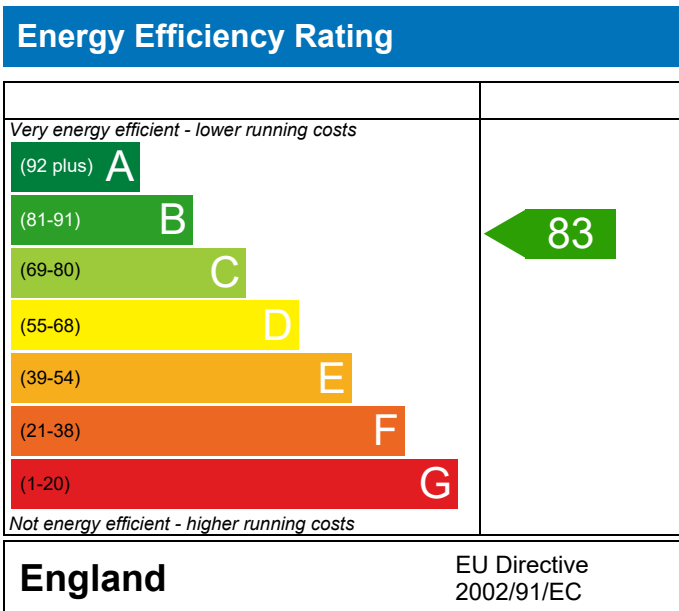 Energy Efficiency Rating
Very energy efficient - lower running costs
(92 plus) A
(81-91) B
83
(69-80) C
(55-68) D
(39-54) E
(21-38) F
(1-20) G
Not energy efficient - higher running costs
England
EU Directive
2002/91/EC